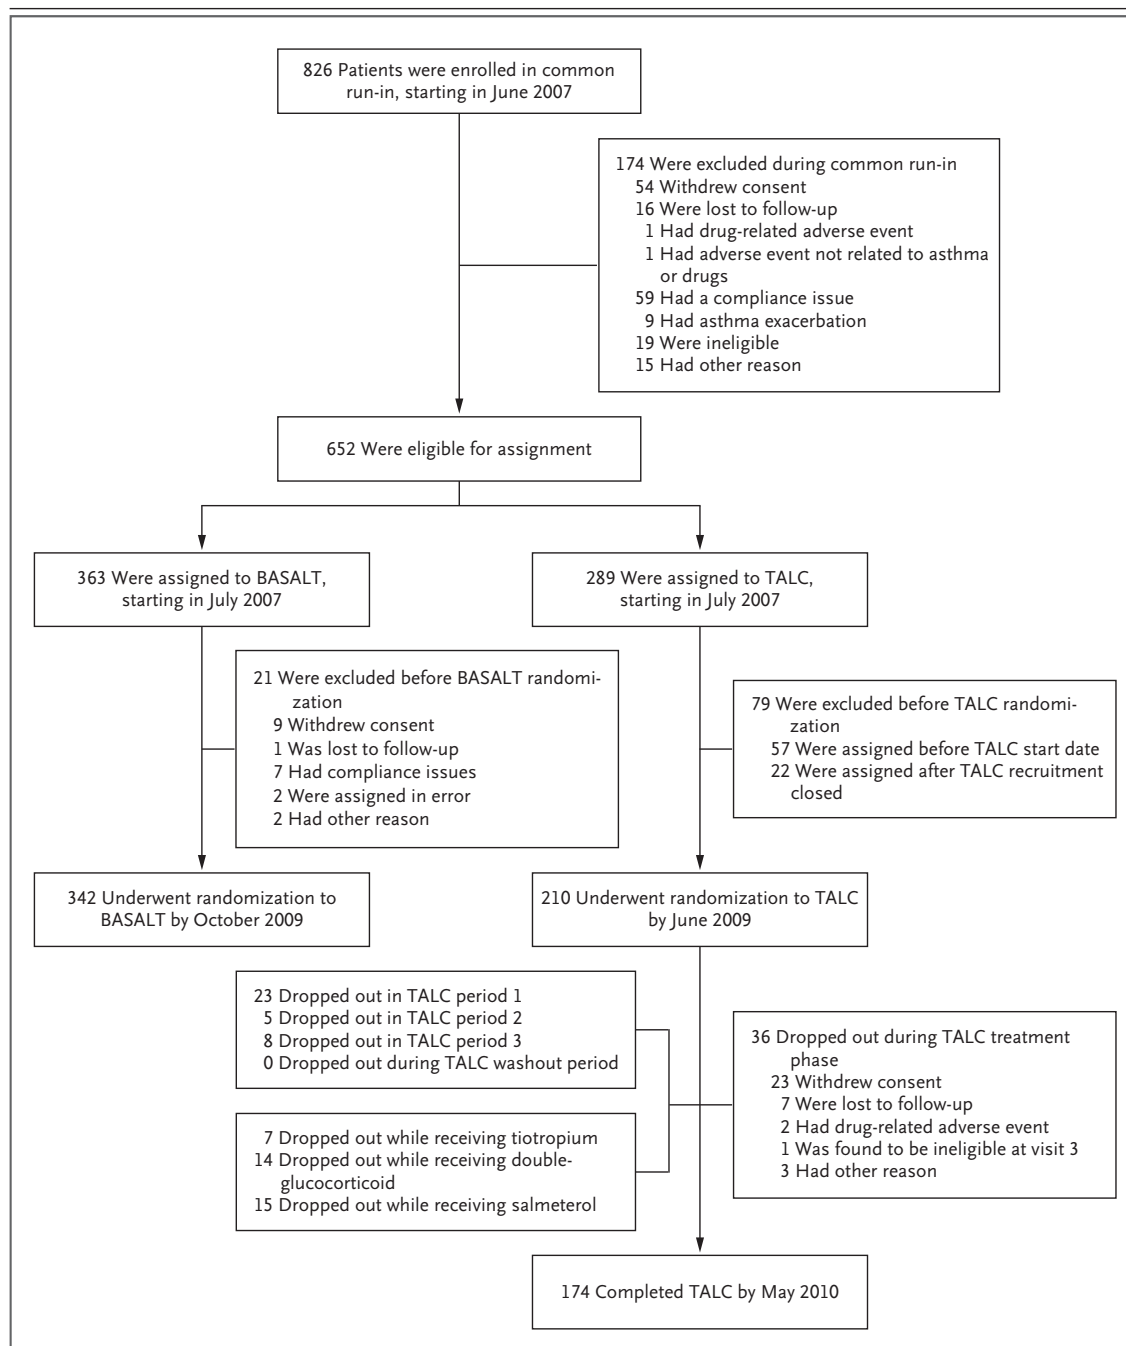 826 Patients were enrolled in common
run-in, starting in June 2007
174 Were excluded during common run-in
54 Withdrew consent
16 Were lost to follow-up
1 Had drug-related adverse event
1 Had adverse event not related to asthma
or drugs
59 Had a compliance issue
9 Had asthma exacerbation
19 Were ineligible
15 Had other reason
652 Were eligible for assignment
363 Were assigned to BASALT,
starting in July 2007
289 Were assigned to TALC,
starting in July 2007
21 Were excluded before BASALT randomi-
zation
9 Withdrew consent
1 Was lost to follow-up
7 Had compliance issues
2 Were assigned in error
2 Had other reason
79 Were excluded before TALC randomi-
zation
57 Were assigned before TALC start date
22 Were assigned after TALC recruitment
closed
342 Underwent randomization to
BASALT by October 2009
210 Underwent randomization to TALC
by June 2009
23 Dropped out in TALC period 1
5 Dropped out in TALC period 2
8 Dropped out in TALC period 3
0 Dropped out during TALC washout period
36 Dropped out during TALC treatment
phase
23 Withdrew consent
7 Were lost to follow-up
2 Had drug-related adverse event
1 Was found to be ineligible at visit 3
3 Had other reason
7 Dropped out while receiving tiotropium
14 Dropped out while receiving double-
glucocorticoid
15 Dropped out while receiving salmeterol
174 Completed TALC by May 2010